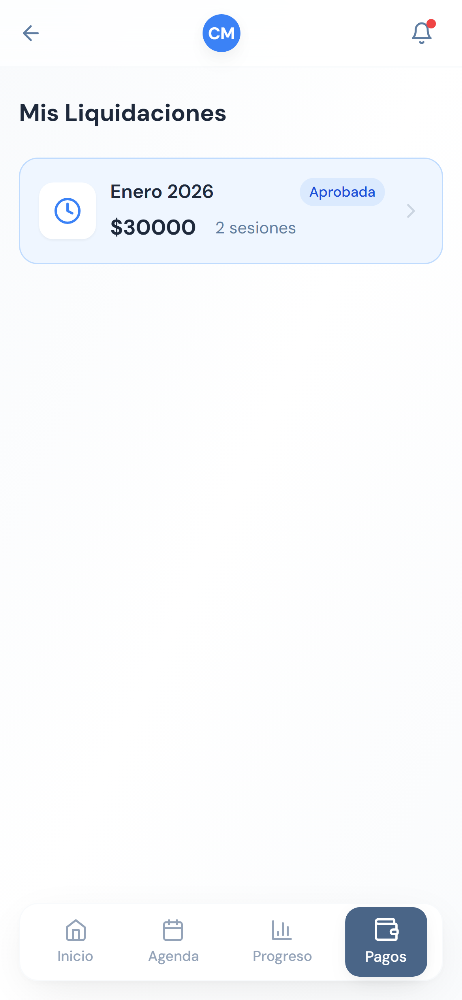 CM
Mis Liquidaciones
Enero 2026
Aprobada
$30000
2 sesiones
Inicio
Agenda
Progreso
Pagos